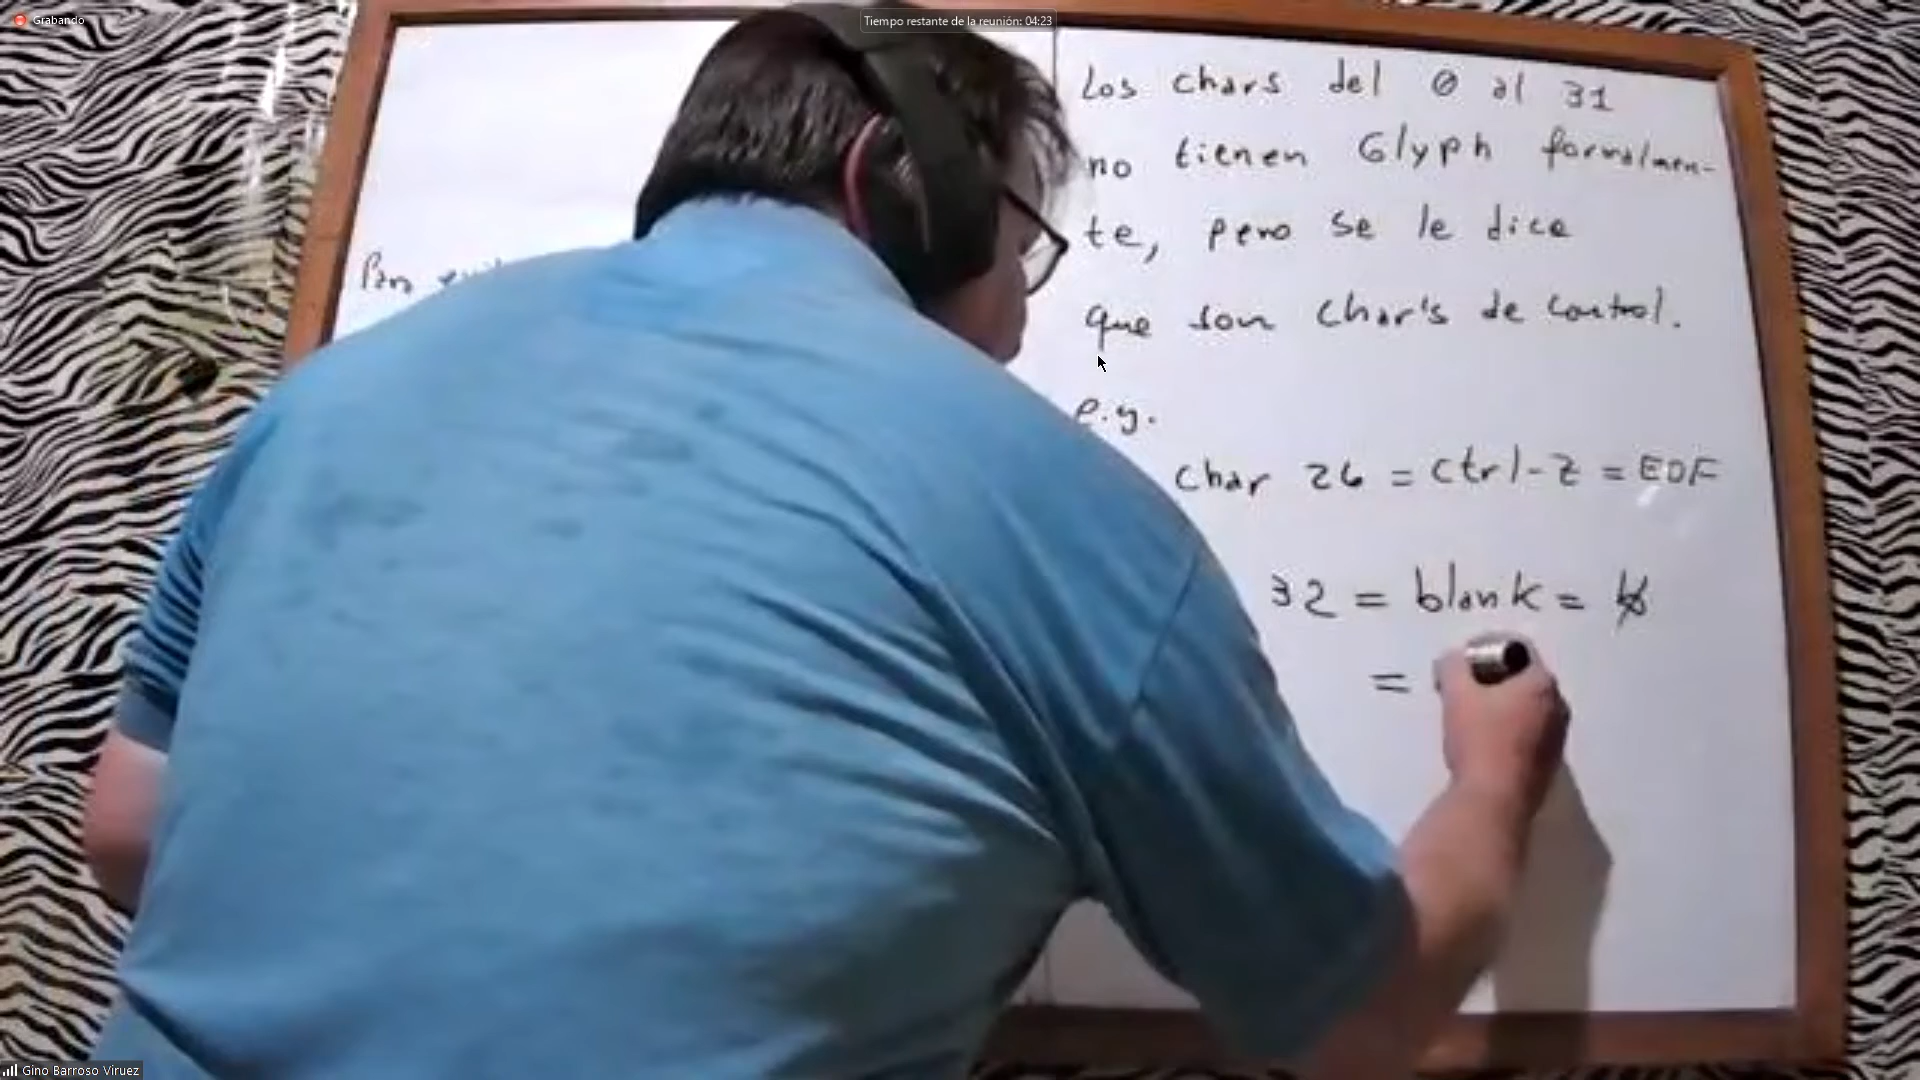 Grabando
Tiempo restante de la reunión: 04:23
Los chars del 0 al 31
no tienen Glyph formalmen-
te, pero se le dice
que son char's de control.
e.g.
char 26 = ctrl-Z = EOF
32 = blank = ƀ
=
Gino Barroso Viruez